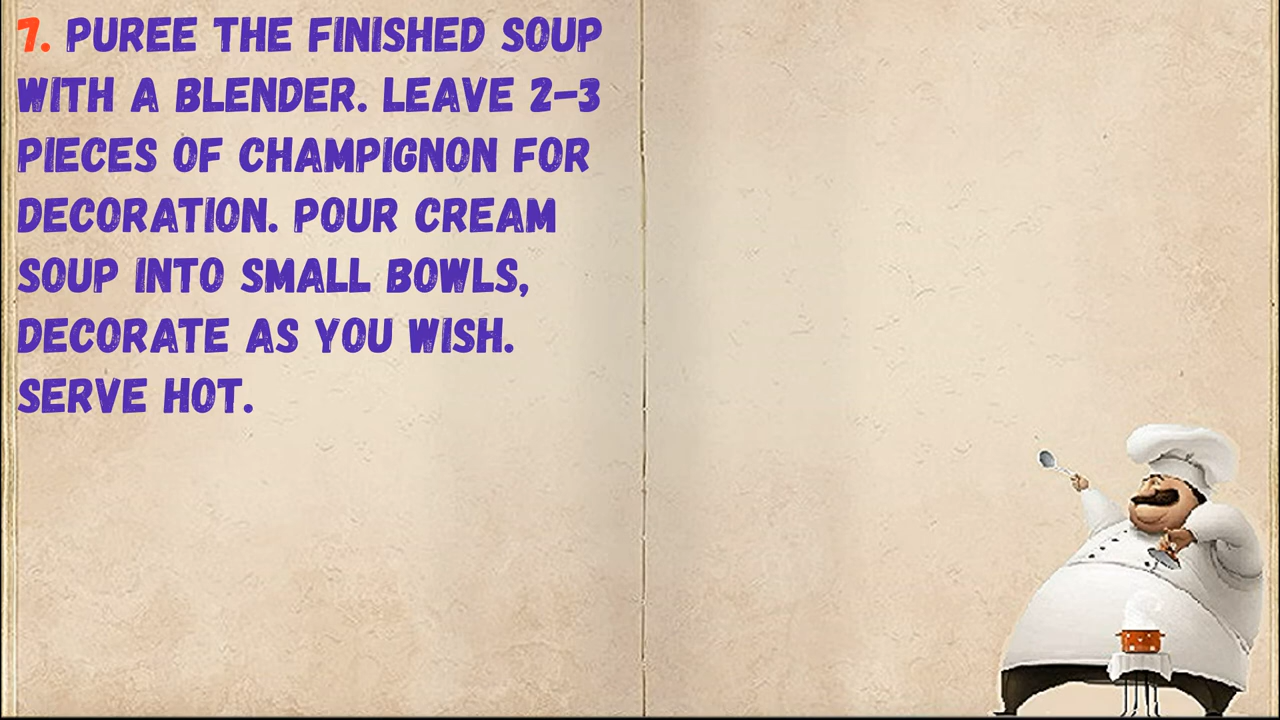 7. PUREE THE FINISHED SOUP
WITH A BLENDER. LEAVE 2-3
PIECES OF CHAMPIGNON FOR
DECORATION. POUR CREAM
SOUP INTO SMALL BOWLS,
DECORATE AS YOU WISH.
SERVE HOT.